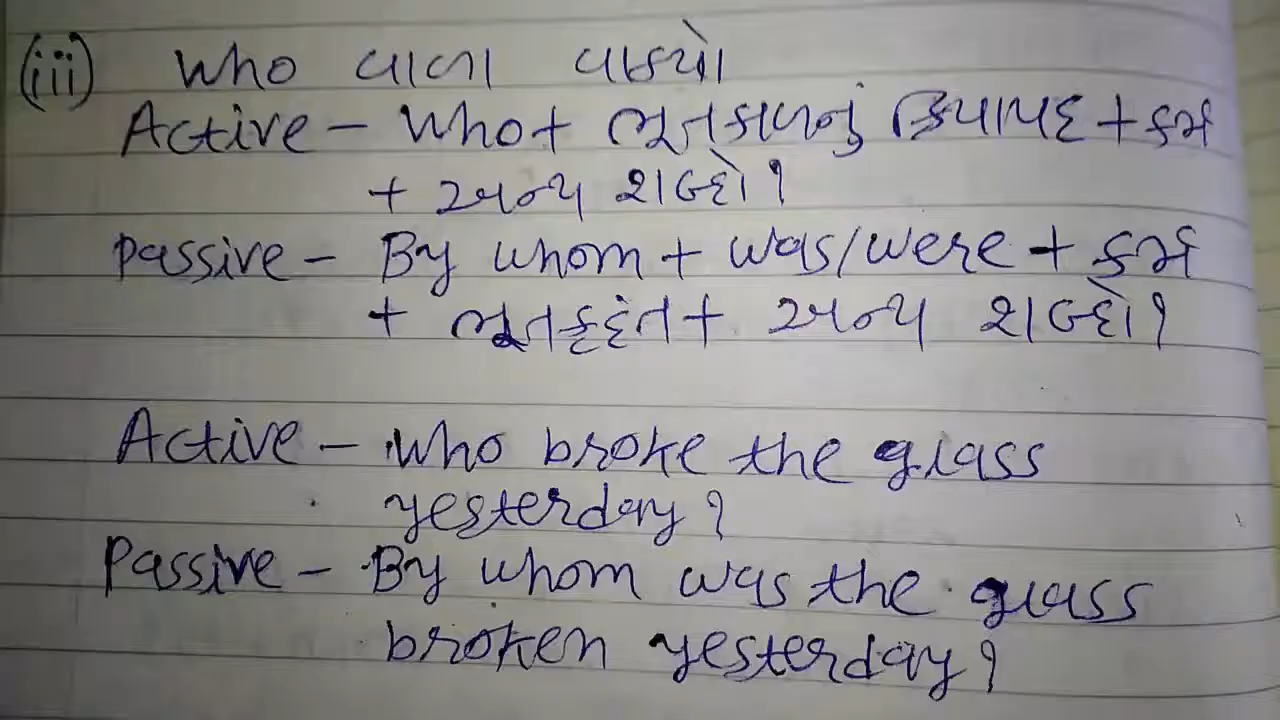 (iii) Who વાળા વાક્યો
Active - Who + ભૂતકાળનું ક્રિયાપદ + કર્મ
+ અન્ય શબ્દો?
Passive - By whom + was/were + કર્મ
+ ભૂતકૃદંત + અન્ય શબ્દો?
Active - Who broke the glass
yesterday?
Passive - By whom was the glass
broken yesterday?